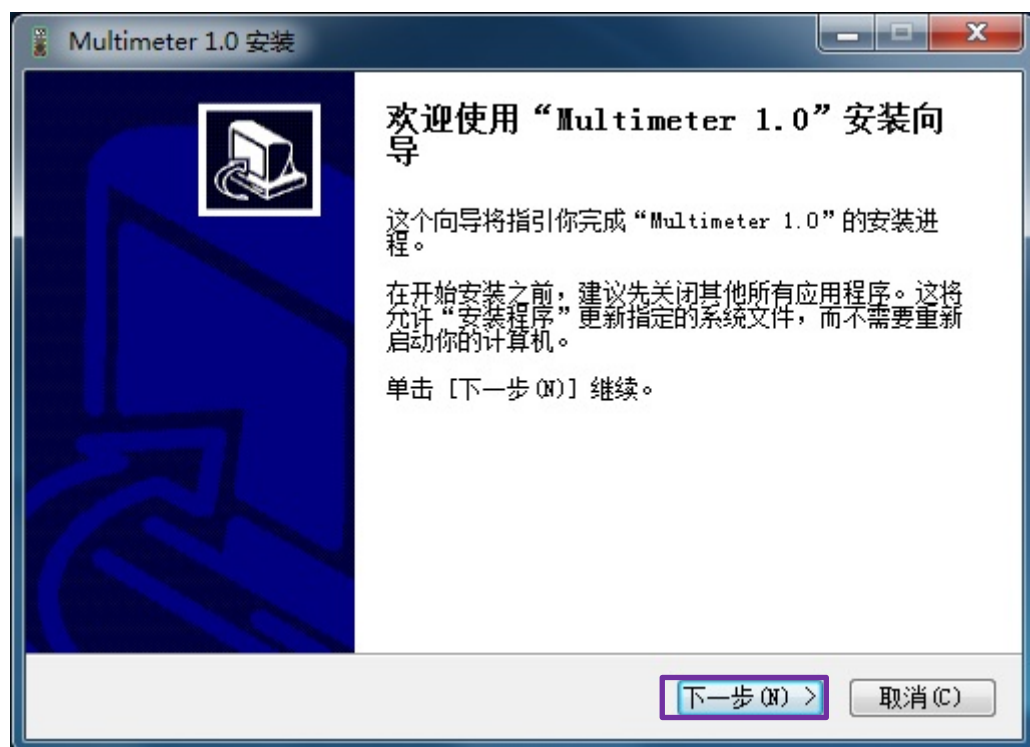 Multimeter 1.0 安装
欢迎使用“Multimeter 1.0”安装向
导
这个向导将指引你完成“Multimeter 1.0”的安装进
程。
在开始安装之前，建议先关闭其他所有应用程序。这将
允许“安装程序”更新指定的系统文件，而不需要重新
启动你的计算机。
单击 [下一步(N)] 继续。
下一步(N) >
取消(C)